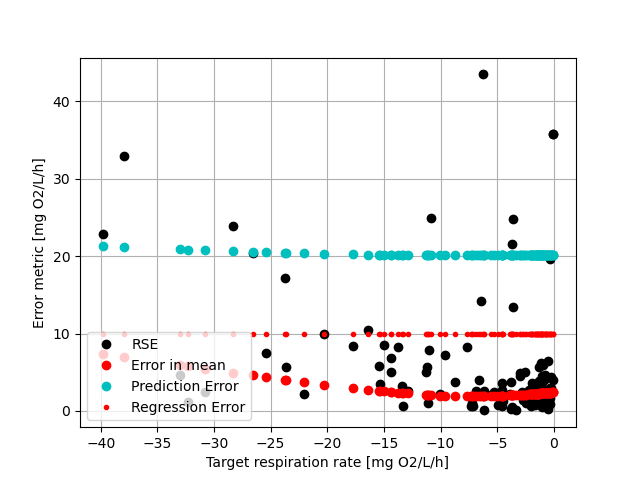 40
30
20
10
0
Error metric [mg O2/L/h]
RSE
Error in mean
Prediction Error
Regression Error
−40 −35 −30 −25 −20 −15 −10 −5 0
Target respiration rate [mg O2/L/h]